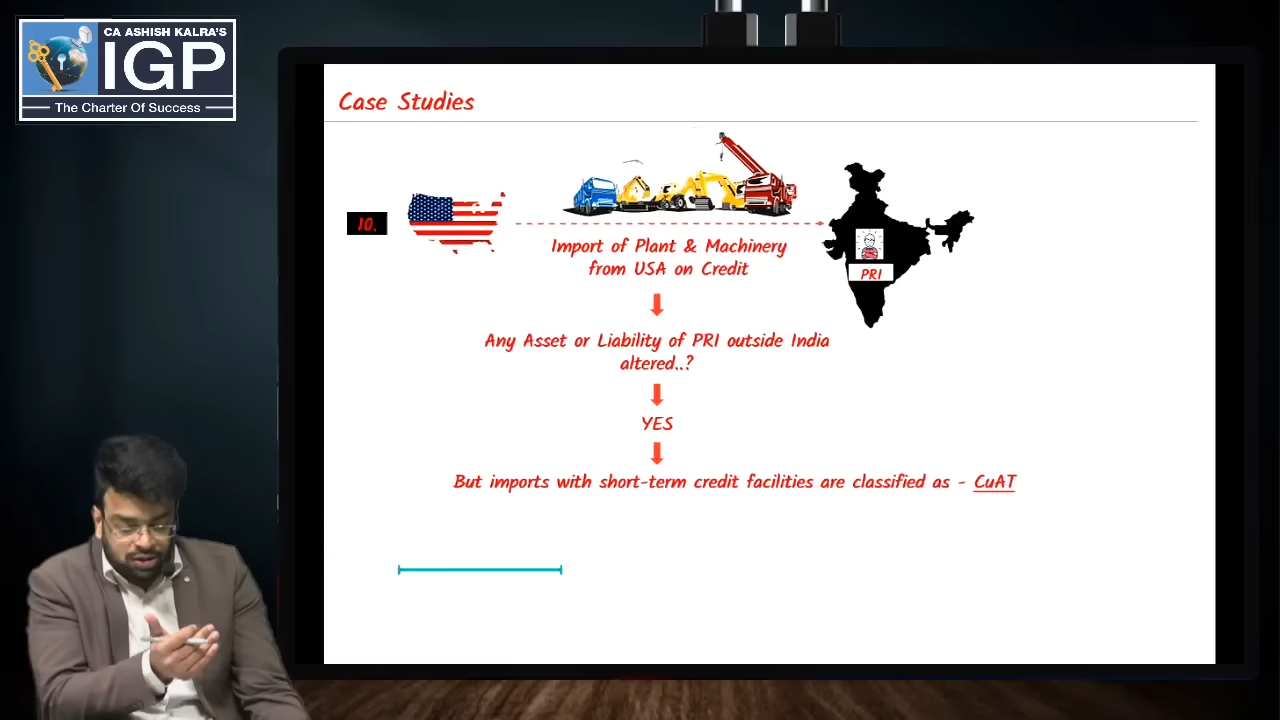 CA ASHISH KALRA'S
IGP
The Charter Of Success
Case Studies
10.
Import of Plant & Machinery
from USA on Credit
PRI
Any Asset or Liability of PRI outside India
altered..?
YES
But imports with short-term credit facilities are classified as - CuAT